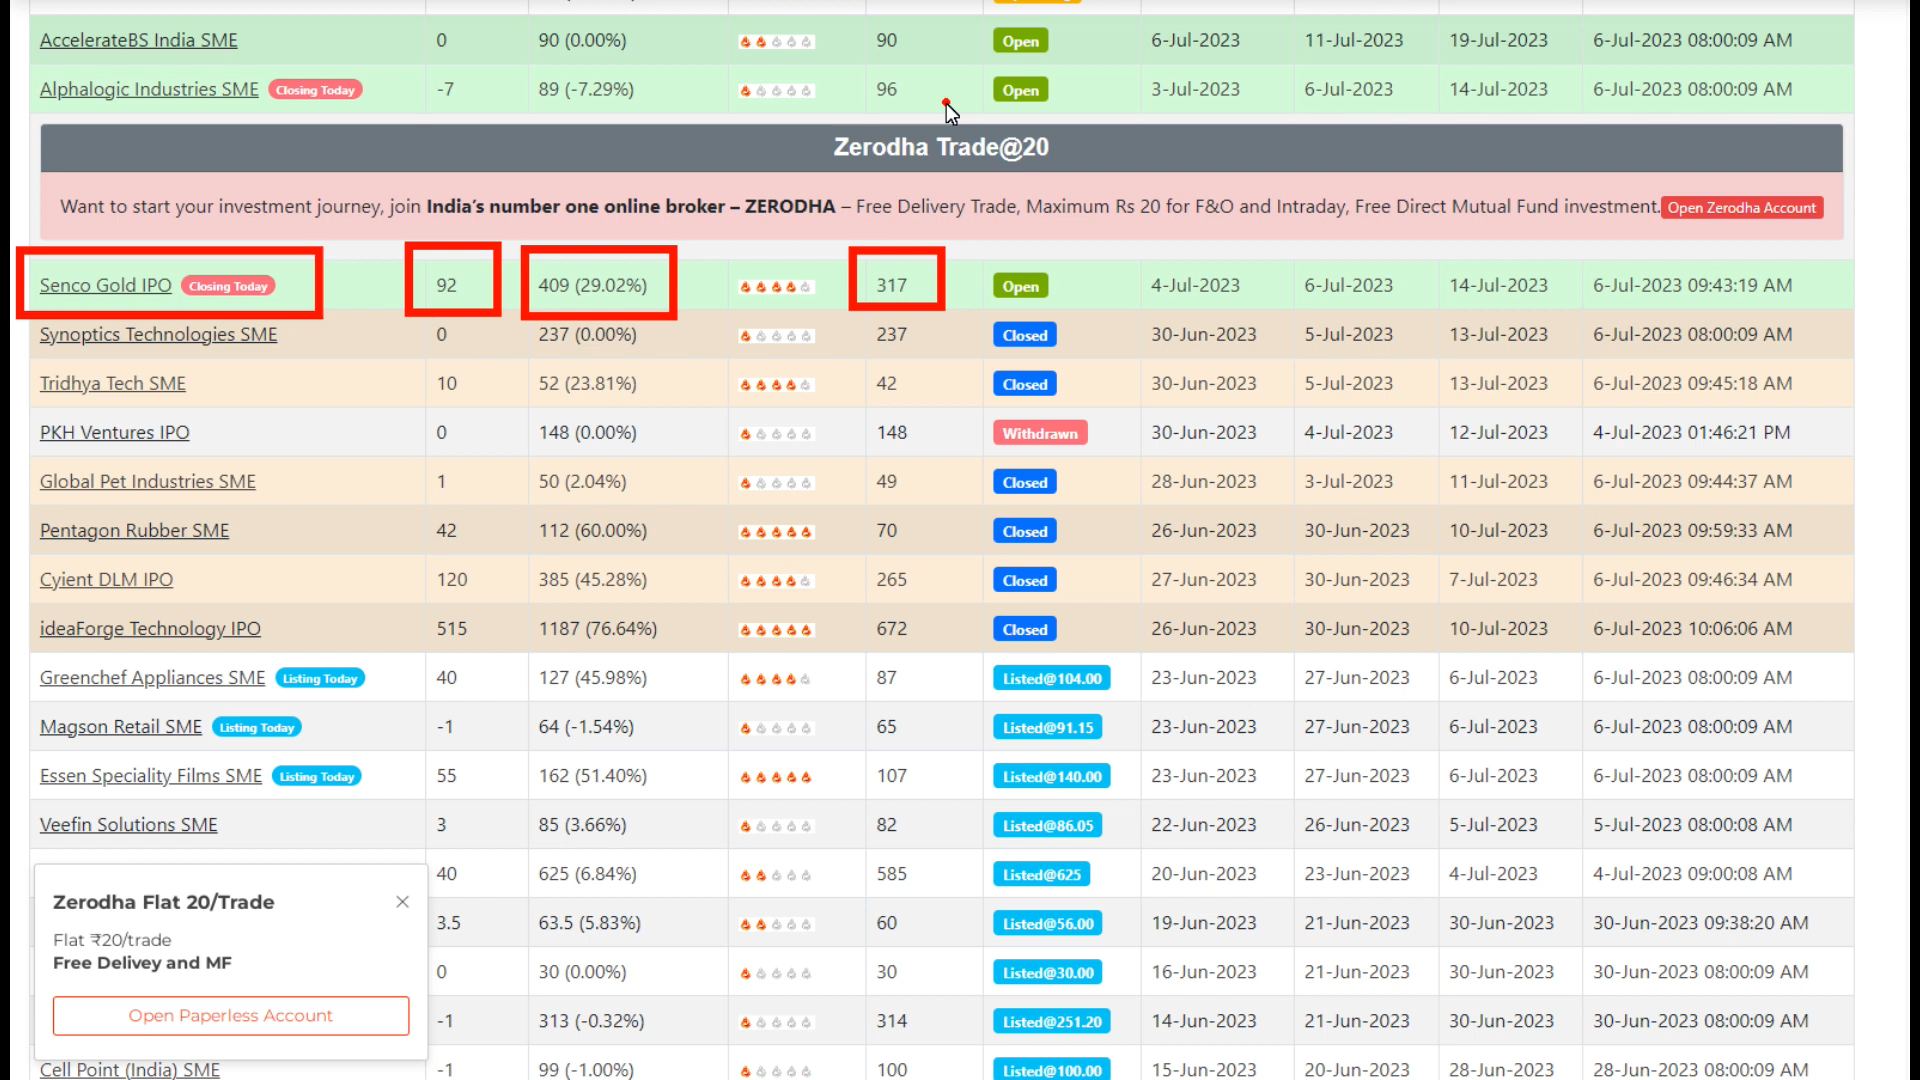 AccelerateBS India SME 0 90 (0.00%) 90 Open 6-Jul-2023 11-Jul-2023 19-Jul-2023 6-Jul-2023 08:00:09 AM
Alphalogic Industries SME Closing Today -7 89 (-7.29%) 96 Open 3-Jul-2023 6-Jul-2023 14-Jul-2023 6-Jul-2023 08:00:09 AM
Zerodha Trade@20
Want to start your investment journey, join India's number one online broker – ZERODHA – Free Delivery Trade, Maximum Rs 20 for F&O and Intraday, Free Direct Mutual Fund investment. Open Zerodha Account
Senco Gold IPO Closing Today 92 409 (29.02%) 317 Open 4-Jul-2023 6-Jul-2023 14-Jul-2023 6-Jul-2023 09:43:19 AM
Synoptics Technologies SME 0 237 (0.00%) 237 Closed 30-Jun-2023 5-Jul-2023 13-Jul-2023 6-Jul-2023 08:00:09 AM
Tridhya Tech SME 10 52 (23.81%) 42 Closed 30-Jun-2023 5-Jul-2023 13-Jul-2023 6-Jul-2023 09:45:18 AM
PKH Ventures IPO 0 148 (0.00%) 148 Withdrawn 30-Jun-2023 4-Jul-2023 12-Jul-2023 4-Jul-2023 01:46:21 PM
Global Pet Industries SME 1 50 (2.04%) 49 Closed 28-Jun-2023 3-Jul-2023 11-Jul-2023 6-Jul-2023 09:44:37 AM
Pentagon Rubber SME 42 112 (60.00%) 70 Closed 26-Jun-2023 30-Jun-2023 10-Jul-2023 6-Jul-2023 09:59:33 AM
Cyient DLM IPO 120 385 (45.28%) 265 Closed 27-Jun-2023 30-Jun-2023 7-Jul-2023 6-Jul-2023 09:46:34 AM
ideaForge Technology IPO 515 1187 (76.64%) 672 Closed 26-Jun-2023 30-Jun-2023 10-Jul-2023 6-Jul-2023 10:06:06 AM
Greenchef Appliances SME Listing Today 40 127 (45.98%) 87 Listed@104.00 23-Jun-2023 27-Jun-2023 6-Jul-2023 6-Jul-2023 08:00:09 AM
Magson Retail SME Listing Today -1 64 (-1.54%) 65 Listed@91.15 23-Jun-2023 27-Jun-2023 6-Jul-2023 6-Jul-2023 08:00:09 AM
Essen Speciality Films SME Listing Today 55 162 (51.40%) 107 Listed@140.00 23-Jun-2023 27-Jun-2023 6-Jul-2023 6-Jul-2023 08:00:09 AM
Veefin Solutions SME 3 85 (3.66%) 82 Listed@86.05 22-Jun-2023 26-Jun-2023 5-Jul-2023 5-Jul-2023 08:00:08 AM
40 625 (6.84%) 585 Listed@625 20-Jun-2023 23-Jun-2023 4-Jul-2023 4-Jul-2023 09:00:08 AM
3.5 63.5 (5.83%) 60 Listed@56.00 19-Jun-2023 21-Jun-2023 30-Jun-2023 30-Jun-2023 09:38:20 AM
0 30 (0.00%) 30 Listed@30.00 16-Jun-2023 21-Jun-2023 30-Jun-2023 30-Jun-2023 08:00:09 AM
-1 313 (-0.32%) 314 Listed@251.20 14-Jun-2023 21-Jun-2023 30-Jun-2023 30-Jun-2023 08:00:09 AM
Cell Point (India) SME -1 99 (-1.00%) 100 Listed@100.00 15-Jun-2023 20-Jun-2023 28-Jun-2023 28-Jun-2023 08:00:09 AM
Zerodha Flat 20/Trade
Flat ₹20/trade
Free Delivey and MF
Open Paperless Account